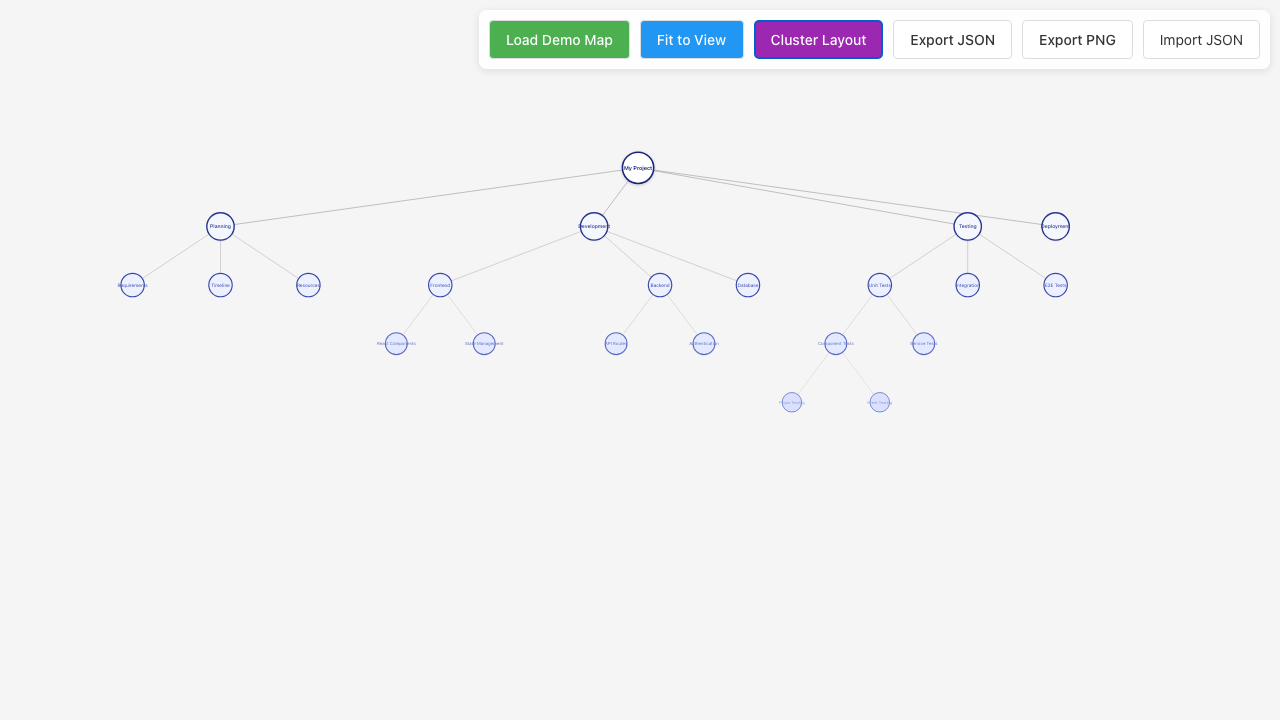 Load Demo Map
Fit to View
Cluster Layout
Export JSON
Export PNG
Import JSON
My Project
Planning
Development
Testing
Deployment
Requirements
Timeline
Resources
Frontend
Backend
Database
Unit Tests
Integration
E2E Tests
React Components
State Management
API Routes
Authentication
Component Tests
Service Tests